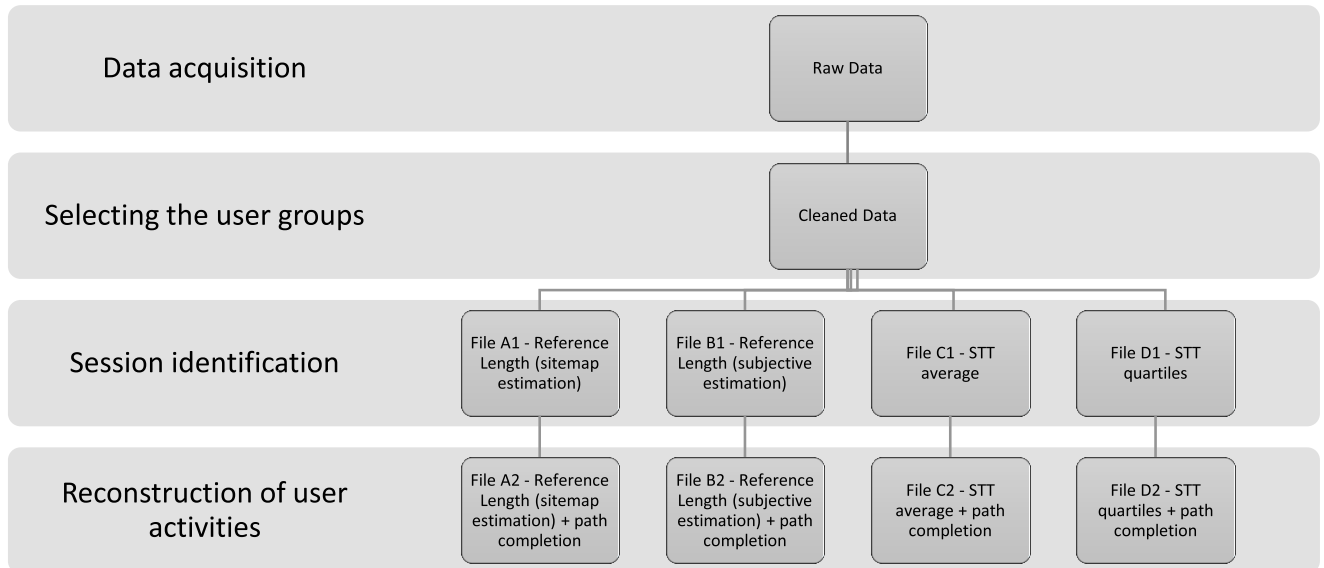 Data acquisition
Raw Data
Selecting the user groups
Cleaned Data
Session identification
File A1 - Reference
Length (sitemap
estimation)
File B1 - Reference
Length (subjective
estimation)
File C1 - STT
average
File D1 - STT
quartiles
Reconstruction of user
activities
File A2 - Reference
Length (sitemap
estimation) + path
completion
File B2 - Reference
Length (subjective
estimation) + path
completion
File C2 - STT
average + path
completion
File D2 - STT
quartiles + path
completion